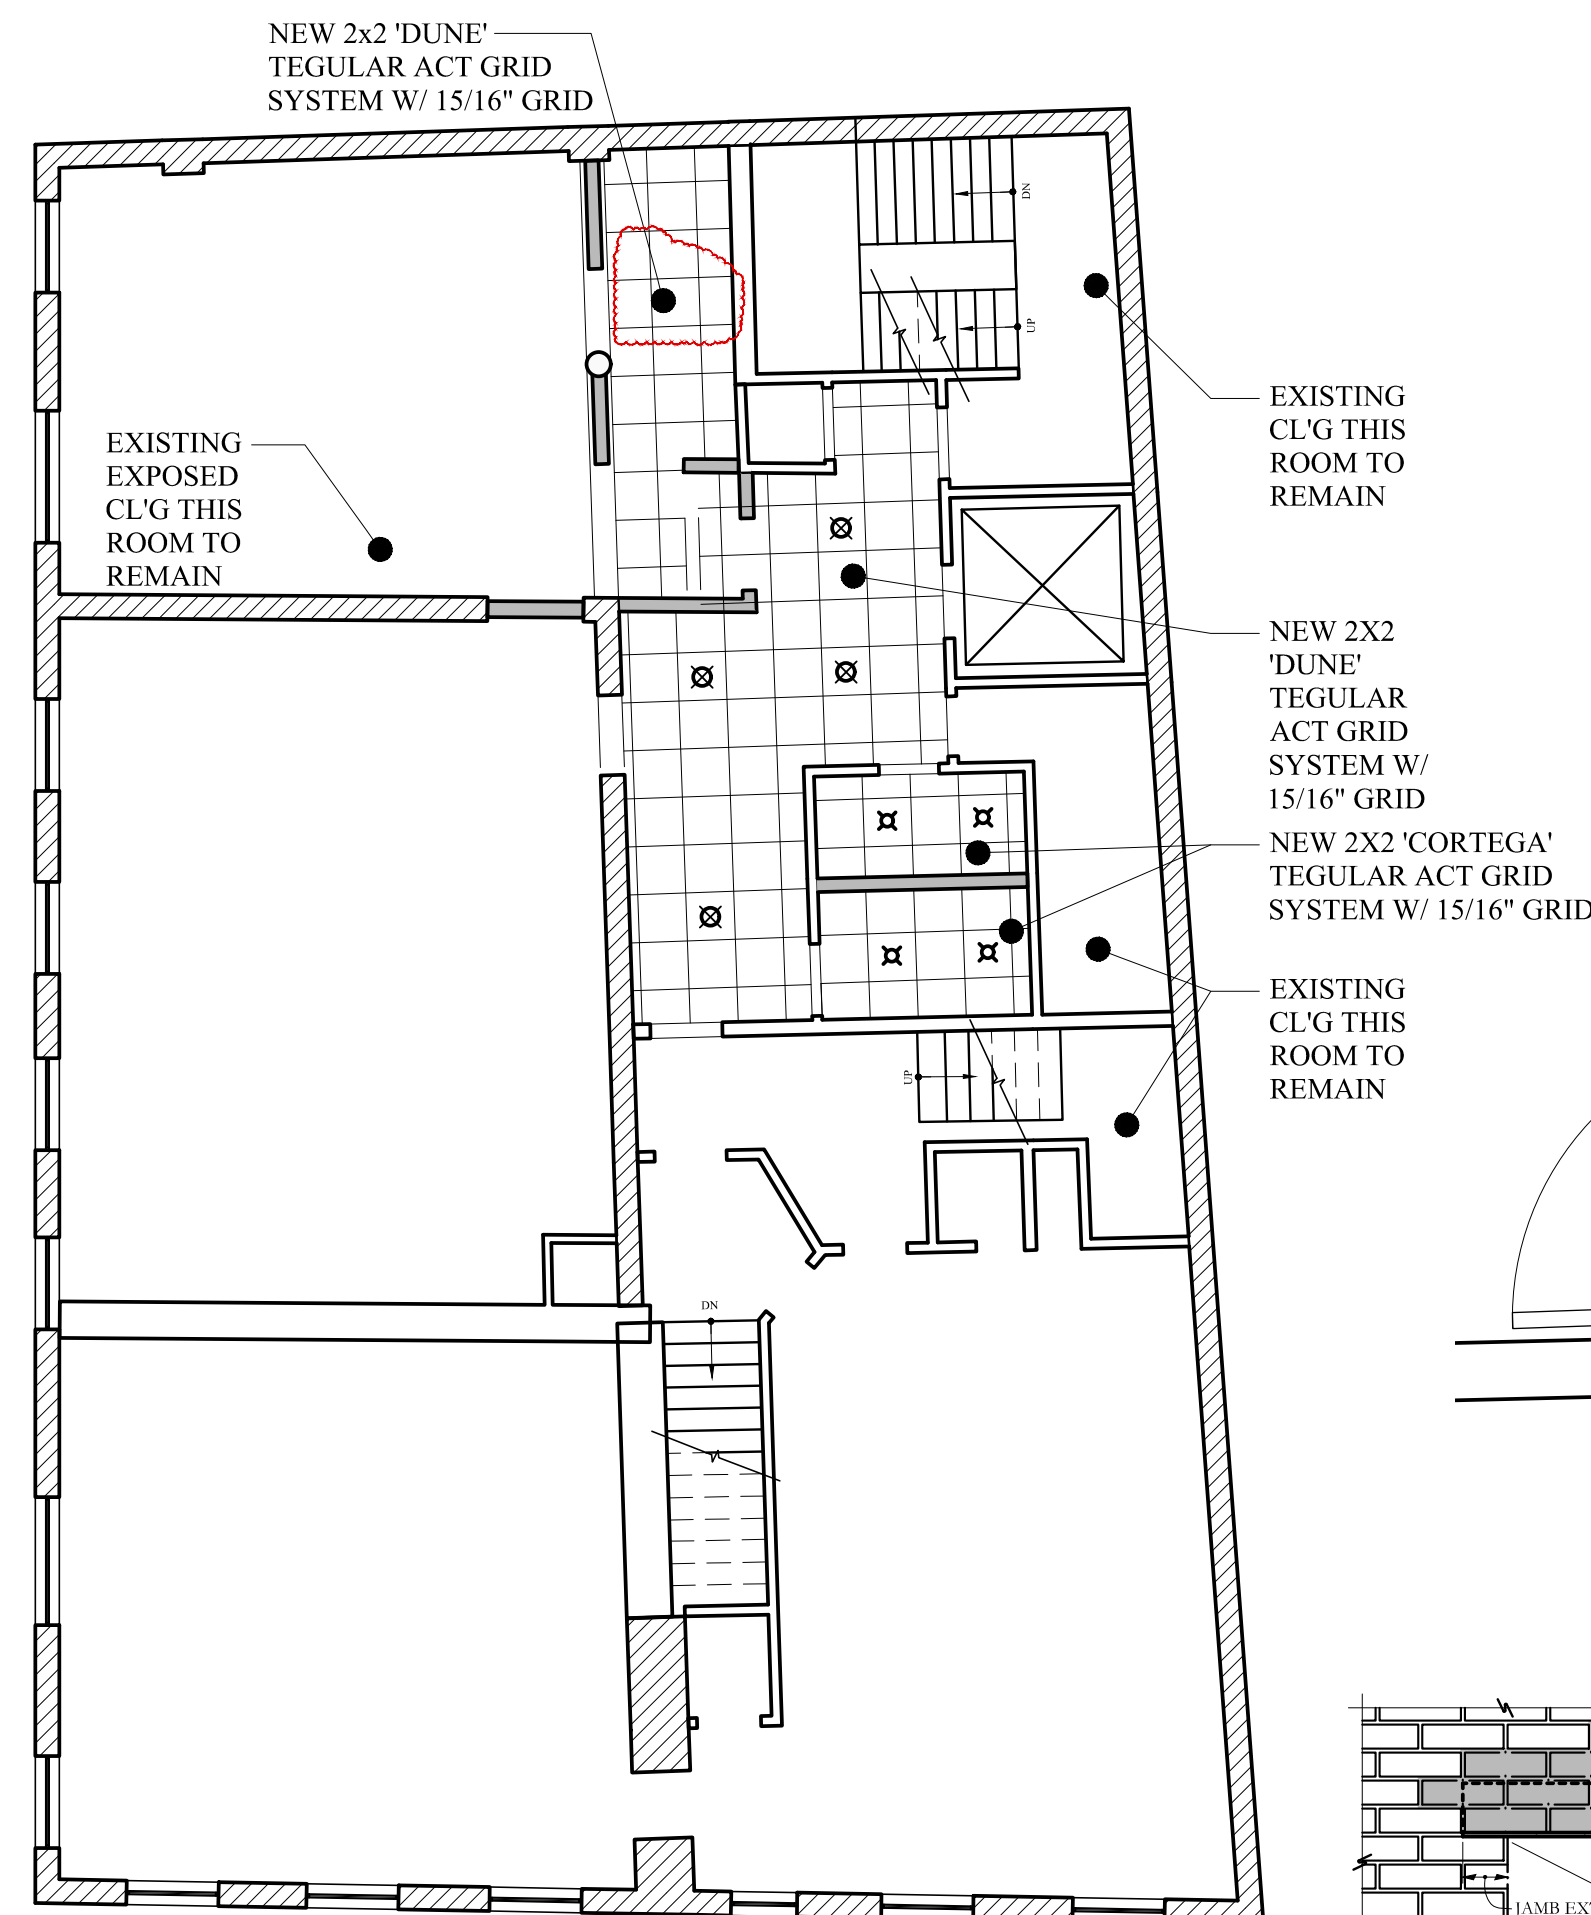 NEW 2x2 'DUNE'
TEGULAR ACT GRID
SYSTEM W/ 15/16" GRID
DN
UP
EXISTING
EXPOSED
CL'G THIS
ROOM TO
REMAIN
EXISTING
CL'G THIS
ROOM TO
REMAIN
NEW 2X2
'DUNE'
TEGULAR
ACT GRID
SYSTEM W/
15/16" GRID
NEW 2X2 'CORTEGA'
TEGULAR ACT GRID
SYSTEM W/ 15/16" GRID
EXISTING
CL'G THIS
ROOM TO
REMAIN
UP
DN
JAMB EXT